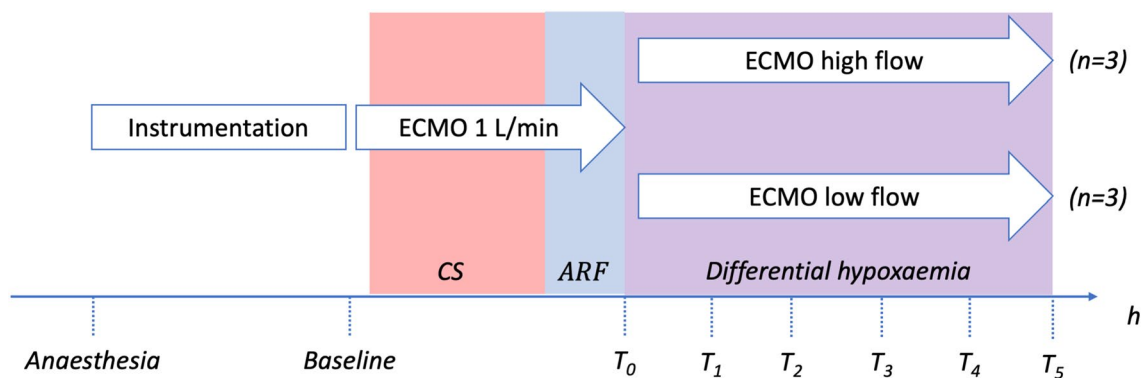 ECMO high flow
(n=3)
Instrumentation
ECMO 1 L/min
ECMO low flow
(n=3)
CS
ARF
Differential hypoxaemia
h
Anaesthesia
Baseline
T0
T1
T2
T3
T4
T5